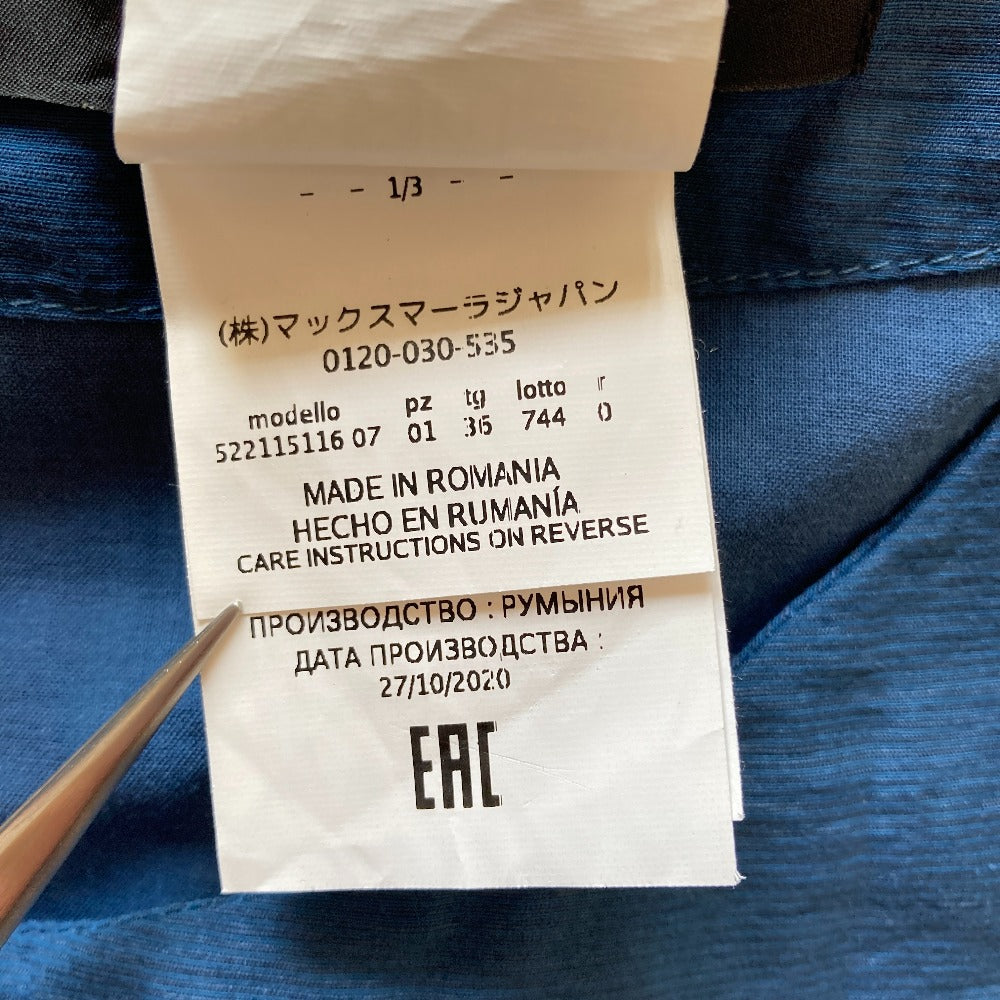 - - 1/3 - -
(株)マックスマーラジャパン
0120-030-535
modello pz tg lotto r
522115116 07 01 36 744 0
MADE IN ROMANIA
HECHO EN RUMANÍA
CARE INSTRUCTIONS ON REVERSE
ПРОИЗВОДСТВО : РУМЫНИЯ
ДАТА ПРОИЗВОДСТВА :
27/10/2020
EAC